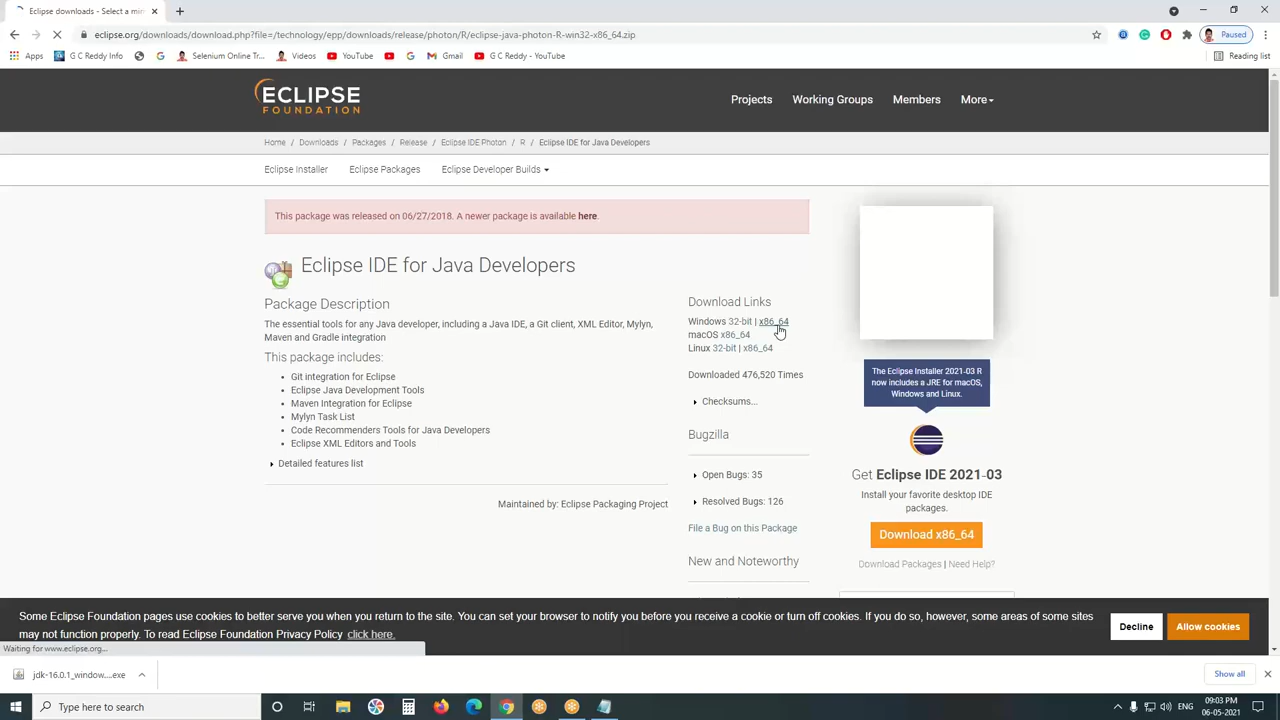 Eclipse downloads - Select a mirr
Paused
eclipse.org/downloads/download.php?file=/technology/epp/downloads/release/photon/R/eclipse-java-photon-R-win32-x86_64.zip
Apps
G C Reddy Info
Selenium Online Tr...
Videos
YouTube
Gmail
G C Reddy - YouTube
Reading list
ECLIPSE
FOUNDATION
Projects
Working Groups
Members
More
Home / Downloads / Packages / Release / Eclipse IDE Photon / R / Eclipse IDE for Java Developers
Eclipse Installer
Eclipse Packages
Eclipse Developer Builds
This package was released on 06/27/2018. A newer package is available here.
Eclipse IDE for Java Developers
Package Description
The essential tools for any Java developer, including a Java IDE, a Git client, XML Editor, Mylyn,
Maven and Gradle integration
This package includes:
Git integration for Eclipse
Eclipse Java Development Tools
Maven Integration for Eclipse
Mylyn Task List
Code Recommenders Tools for Java Developers
Eclipse XML Editors and Tools
Detailed features list
Maintained by: Eclipse Packaging Project
Download Links
Windows 32-bit | x86_64
macOS x86_64
Linux 32-bit | x86_64
Downloaded 476,520 Times
Checksums...
Bugzilla
Open Bugs: 35
Resolved Bugs: 126
File a Bug on this Package
New and Noteworthy
The Eclipse Installer 2021-03 R
now includes a JRE for macOS,
Windows and Linux.
Get Eclipse IDE 2021-03
Install your favorite desktop IDE
packages.
Download x86_64
Download Packages | Need Help?
Some Eclipse Foundation pages use cookies to better serve you when you return to the site. You can set your browser to notify you before you receive a cookie or turn off cookies. If you do so, however, some areas of some sites
may not function properly. To read Eclipse Foundation Privacy Policy click here.
Decline
Allow cookies
Waiting for www.eclipse.org...
jdk-16.0.1_window....exe
Show all
Type here to search
ENG
09:03 PM
06-05-2021